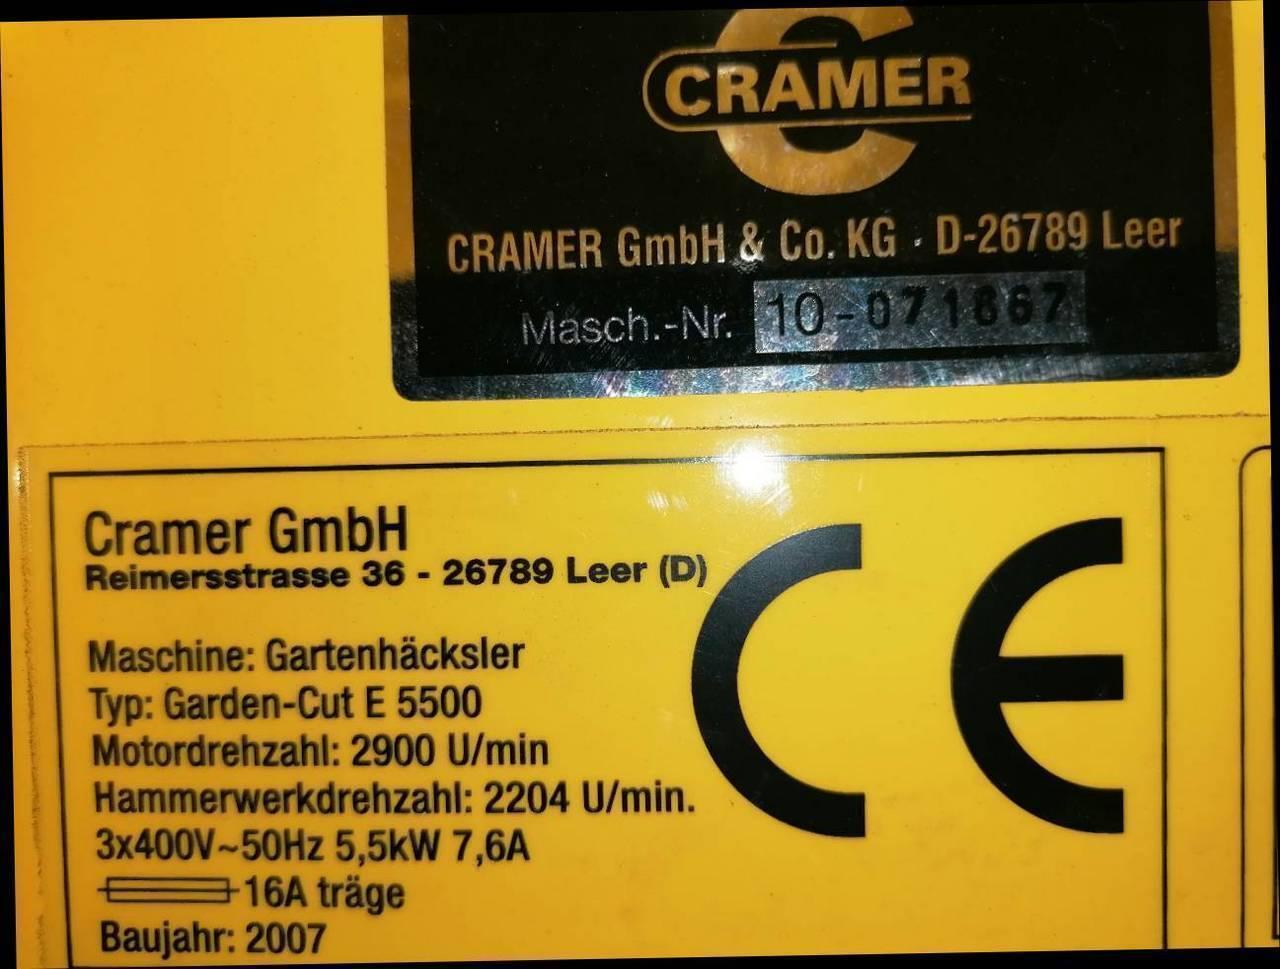 CRAMER
CRAMER GmbH & Co. KG · D-26789 Leer
Masch.-Nr. 10-071667
Cramer GmbH
Reimersstrasse 36 - 26789 Leer (D)
Maschine: Gartenhäcksler
Typ: Garden-Cut E 5500
Motordrehzahl: 2900 U/min
Hammerwerkdrehzahl: 2204 U/min.
3x400V~50Hz 5,5kW 7,6A
16A träge
Baujahr: 2007
CE